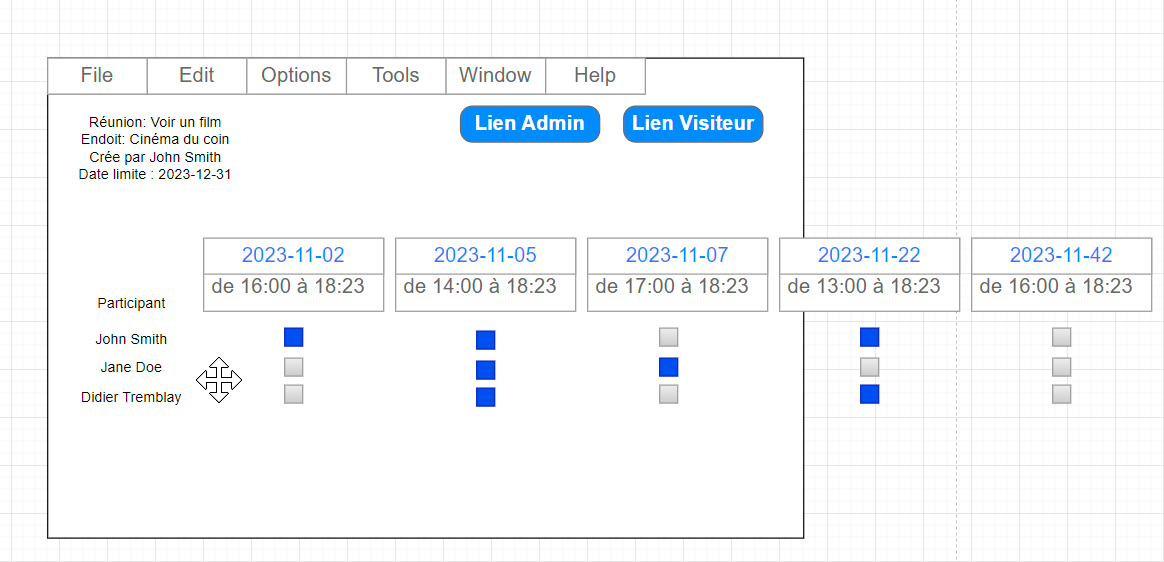 File Edit Options Tools Window Help
Lien Admin Lien Visiteur
Réunion: Voir un film
Endoit: Cinéma du coin
Crée par John Smith
Date limite : 2023-12-31
2023-11-02 2023-11-05 2023-11-07 2023-11-22 2023-11-42
de 16:00 à 18:23 de 14:00 à 18:23 de 17:00 à 18:23 de 13:00 à 18:23 de 16:00 à 18:23
Participant
John Smith
Jane Doe
Didier Tremblay